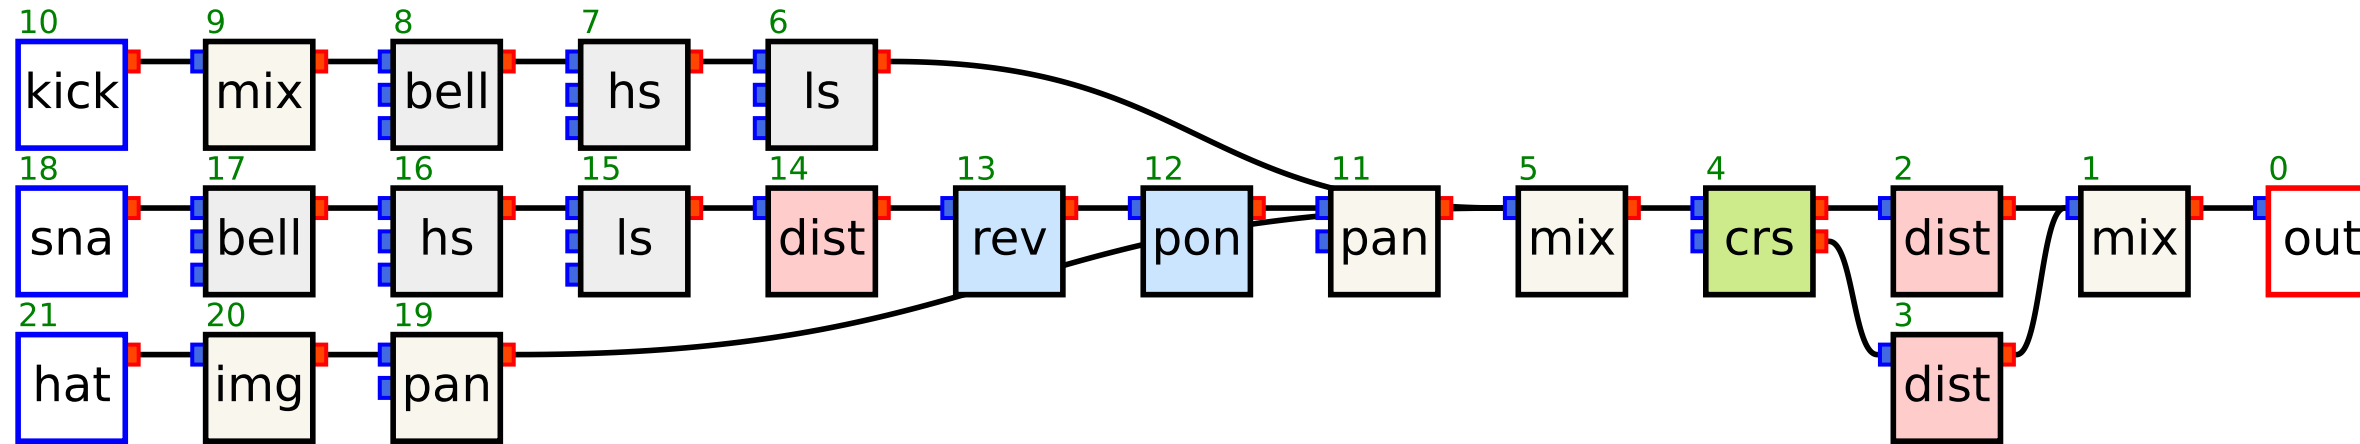 10 9 8 7 6
kick mix bell hs ls
18 17 16 15 14 13 12 11 5 4 2 1 0
sna bell hs ls dist rev pon pan mix crs dist mix out
21 20 19 3
hat img pan dist